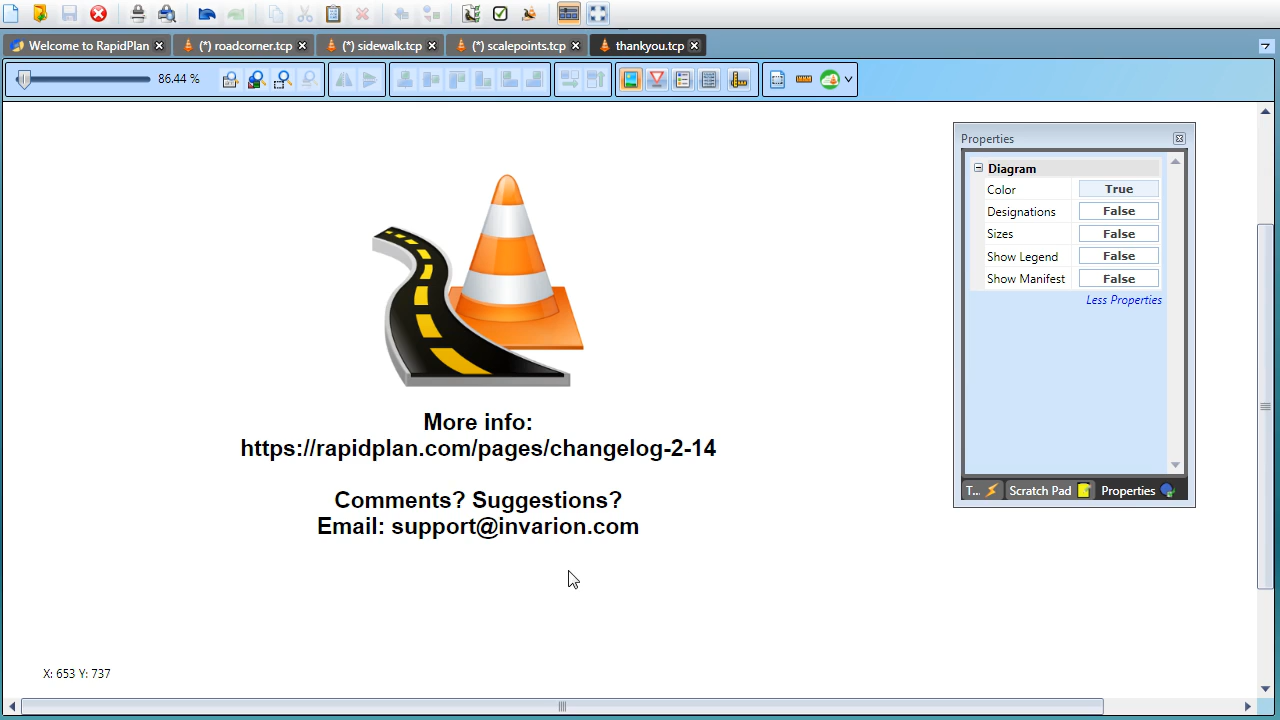 Welcome to RapidPlan
(*) roadcorner.tcp
(*) sidewalk.tcp
(*) scalepoints.tcp
thankyou.tcp
86.44 %
Properties
Diagram
Color True
Designations False
Sizes False
Show Legend False
Show Manifest False
Less Properties
T...
Scratch Pad
Properties
More info:
https://rapidplan.com/pages/changelog-2-14
Comments? Suggestions?
Email: support@invarion.com
X: 653 Y: 737